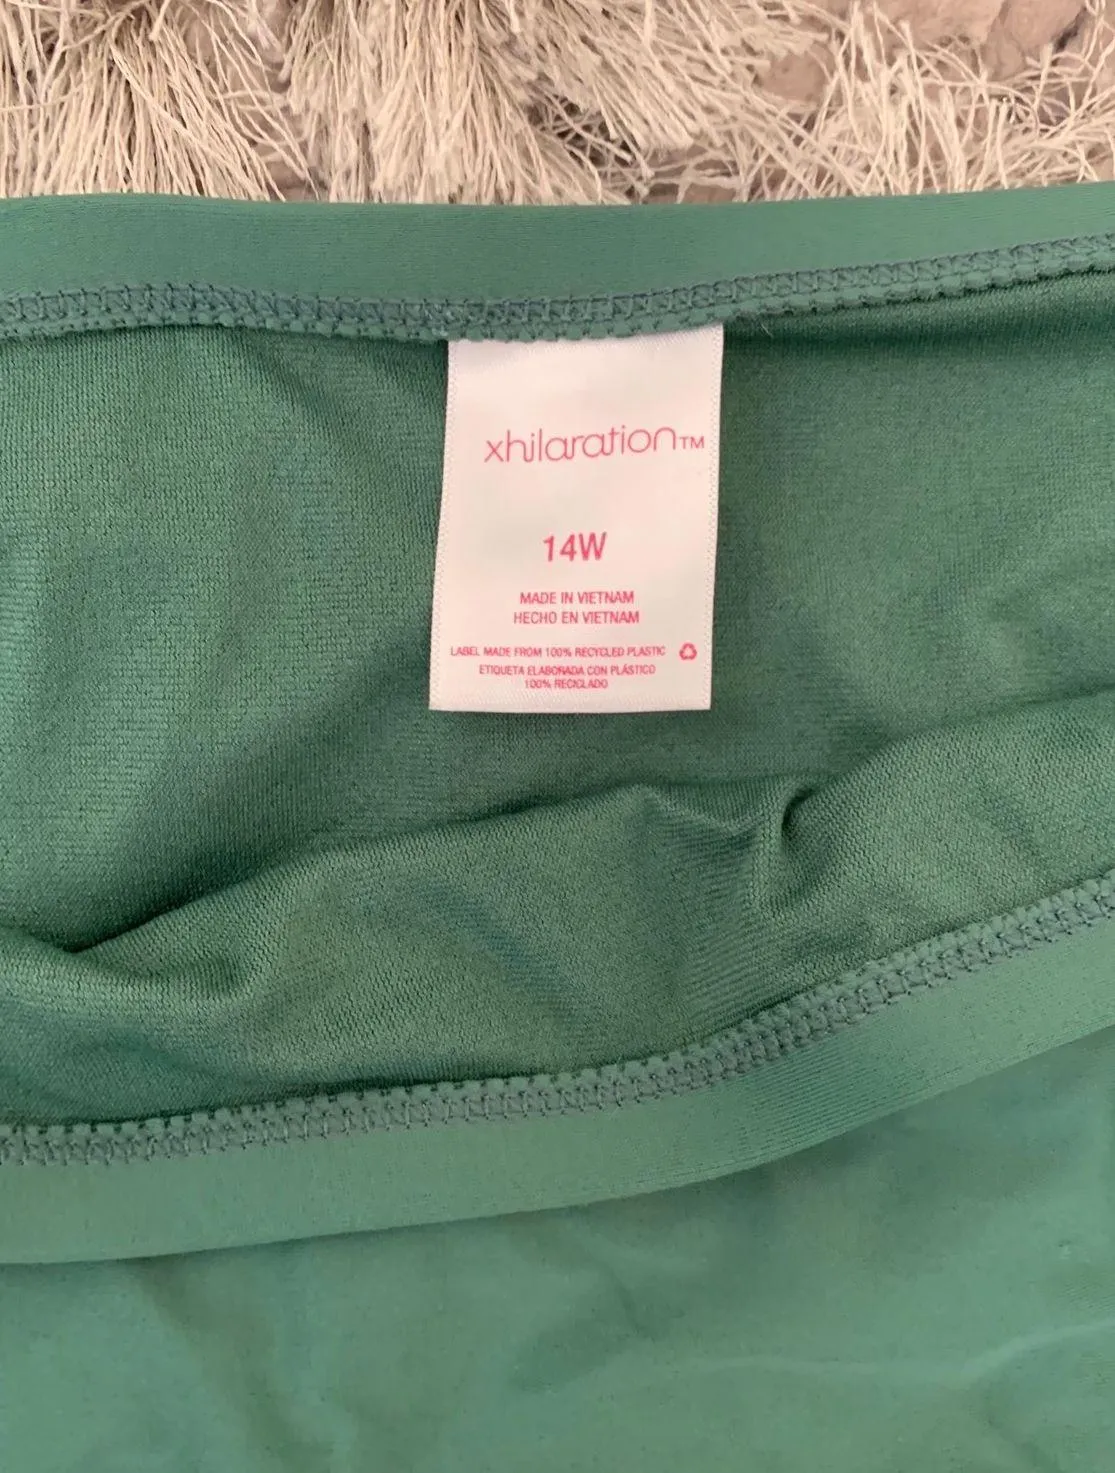 xhilaration™
14W
MADE IN VIETNAM
HECHO EN VIETNAM
LABEL MADE FROM 100% RECYCLED PLASTIC
ETIQUETA ELABORADA CON PLÁSTICO
100% RECICLADO